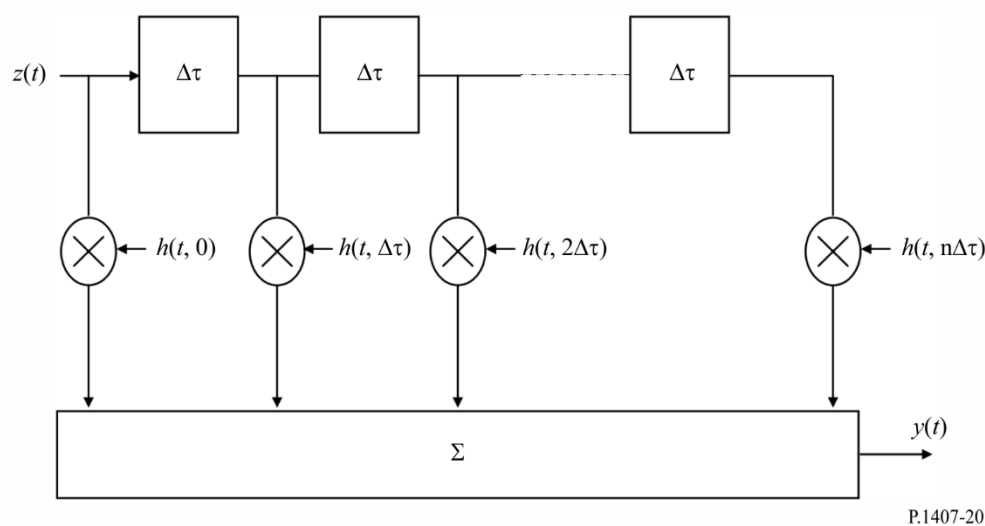 z(t)
Δτ
Δτ
Δτ
h(t, 0)
h(t, Δτ)
h(t, 2Δτ)
h(t, nΔτ)
Σ
y(t)
P.1407-20